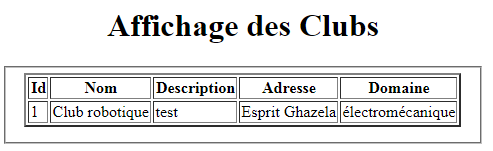 Affichage des Clubs
Id Nom Description Adresse Domaine
1 Club robotique test Esprit Ghazela électromécanique